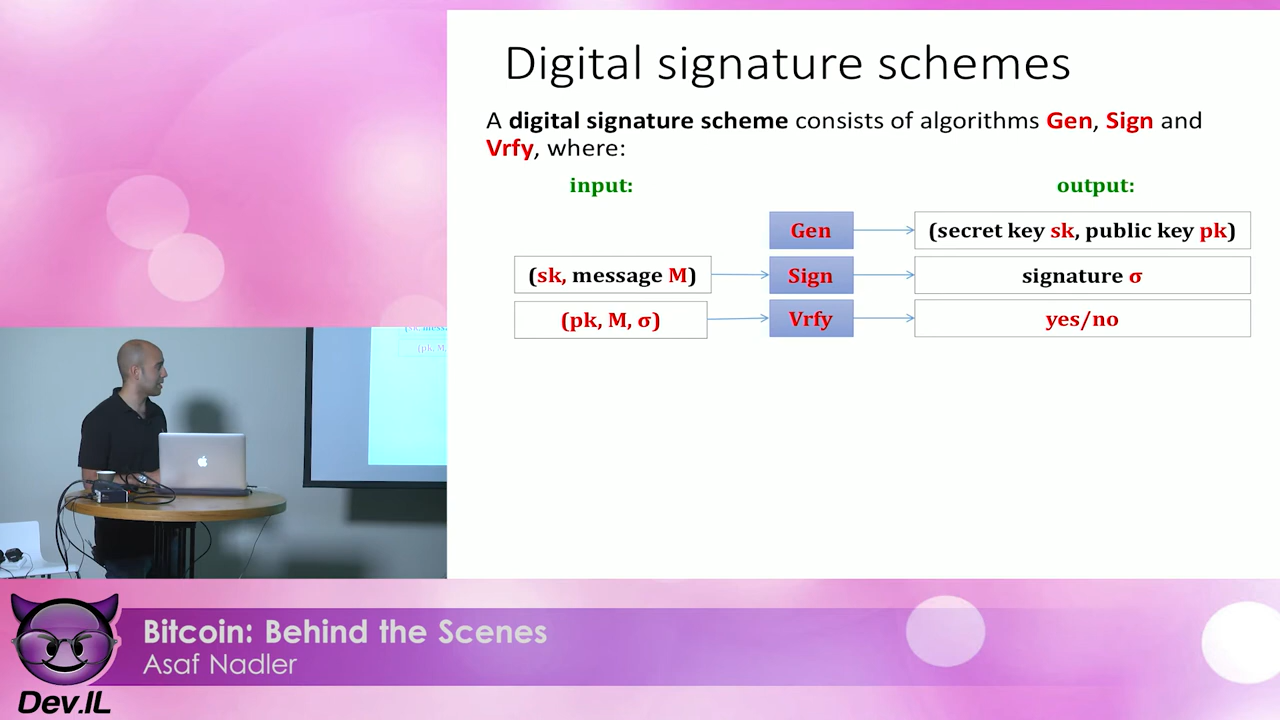 Digital signature schemes
A digital signature scheme consists of algorithms Gen, Sign and
Vrfy, where:
input:
output:
Gen
(secret key sk, public key pk)
(sk, message M)
Sign
signature σ
(pk, M, σ)
Vrfy
yes/no
Bitcoin: Behind the Scenes
Asaf Nadler
Dev.IL